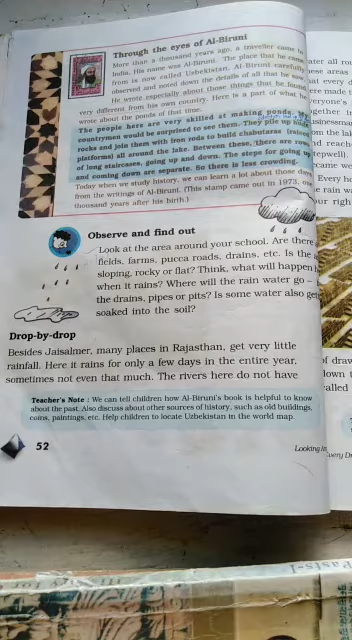 Through the eyes of Al-Biruni
More than a thousand years ago, a traveller came to
India. His name was Al-Biruni. The place that he came
from is now called Uzbekistan. Al-Biruni carefully
observed and noted down the details of all that he saw.
He wrote especially about those things that he found
very different from his own country. Here is a part of what he
wrote about the ponds of that time.
The people here are very skilled at making ponds. My
countrymen would be surprised to see them. They pile up huge
rocks and join them with iron rods to build chabutaras (raised
platforms) all around the lake. Between these, there are rows
of long staircases, going up and down. The steps for going up
and coming down are separate. So there is less crowding.
Today when we study history, we can learn a lot about those days
from the writings of Al-Biruni. (This stamp came out in 1973, one
thousand years after his birth.)
Observe and find out
Look at the area around your school. Are there
fields, farms, pucca roads, drains, etc. Is the
sloping, rocky or flat? Think, what will happen
when it rains? Where will the rain water go –
the drains, pipes or pits? Is some water also
soaked into the soil?
Drop-by-drop
Besides Jaisalmer, many places in Rajasthan, get very little
rainfall. Here it rains for only a few days in the entire year,
sometimes not even that much. The rivers here do not have
Teacher's Note : We can tell children how Al-Biruni's book is helpful to know
about the past. Also discuss about other sources of history, such as old buildings,
coins, paintings, etc. Help children to locate Uzbekistan in the world map.
52
Looking